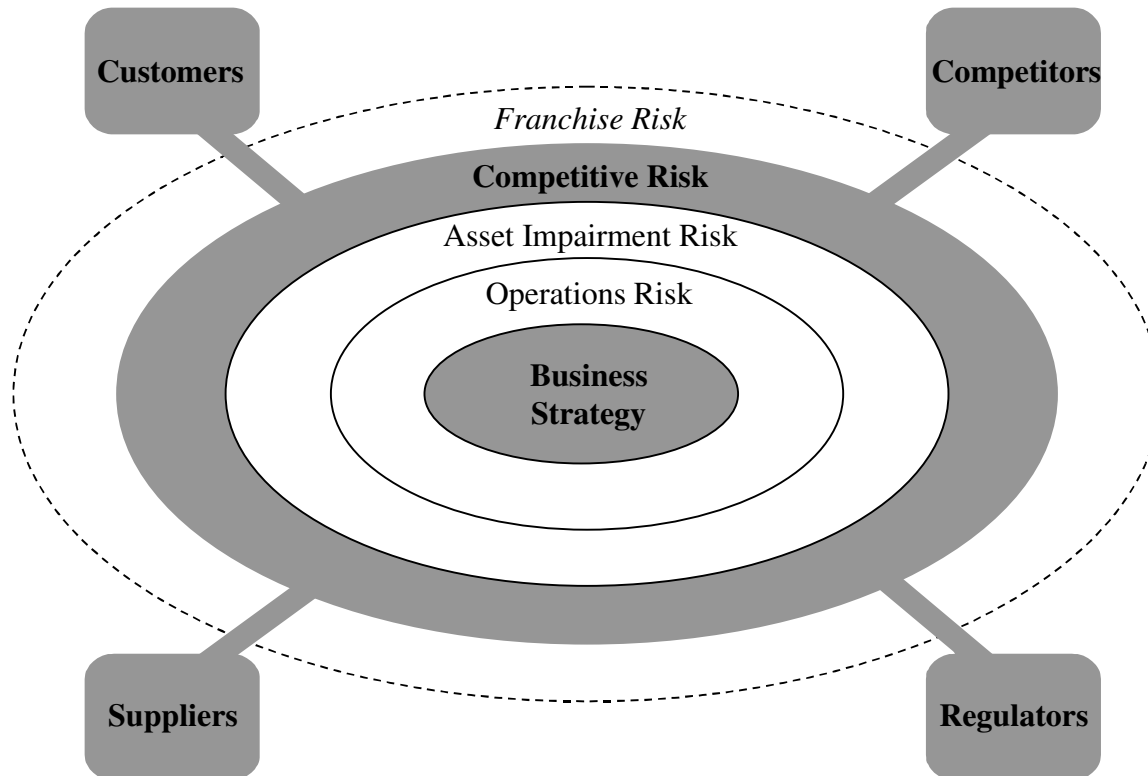 Customers
Competitors
Franchise Risk
Competitive Risk
Asset Impairment Risk
Operations Risk
Business
Strategy
Suppliers
Regulators